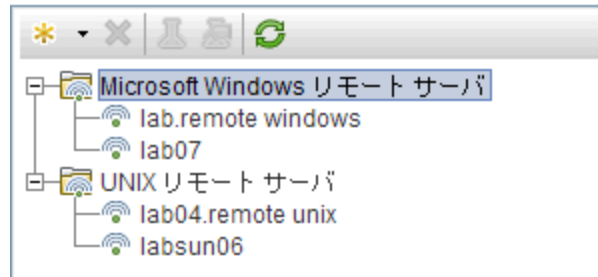 Microsoft Windows リモート サーバ
lab.remote windows
lab07
UNIX リモート サーバ
lab04.remote unix
labsun06